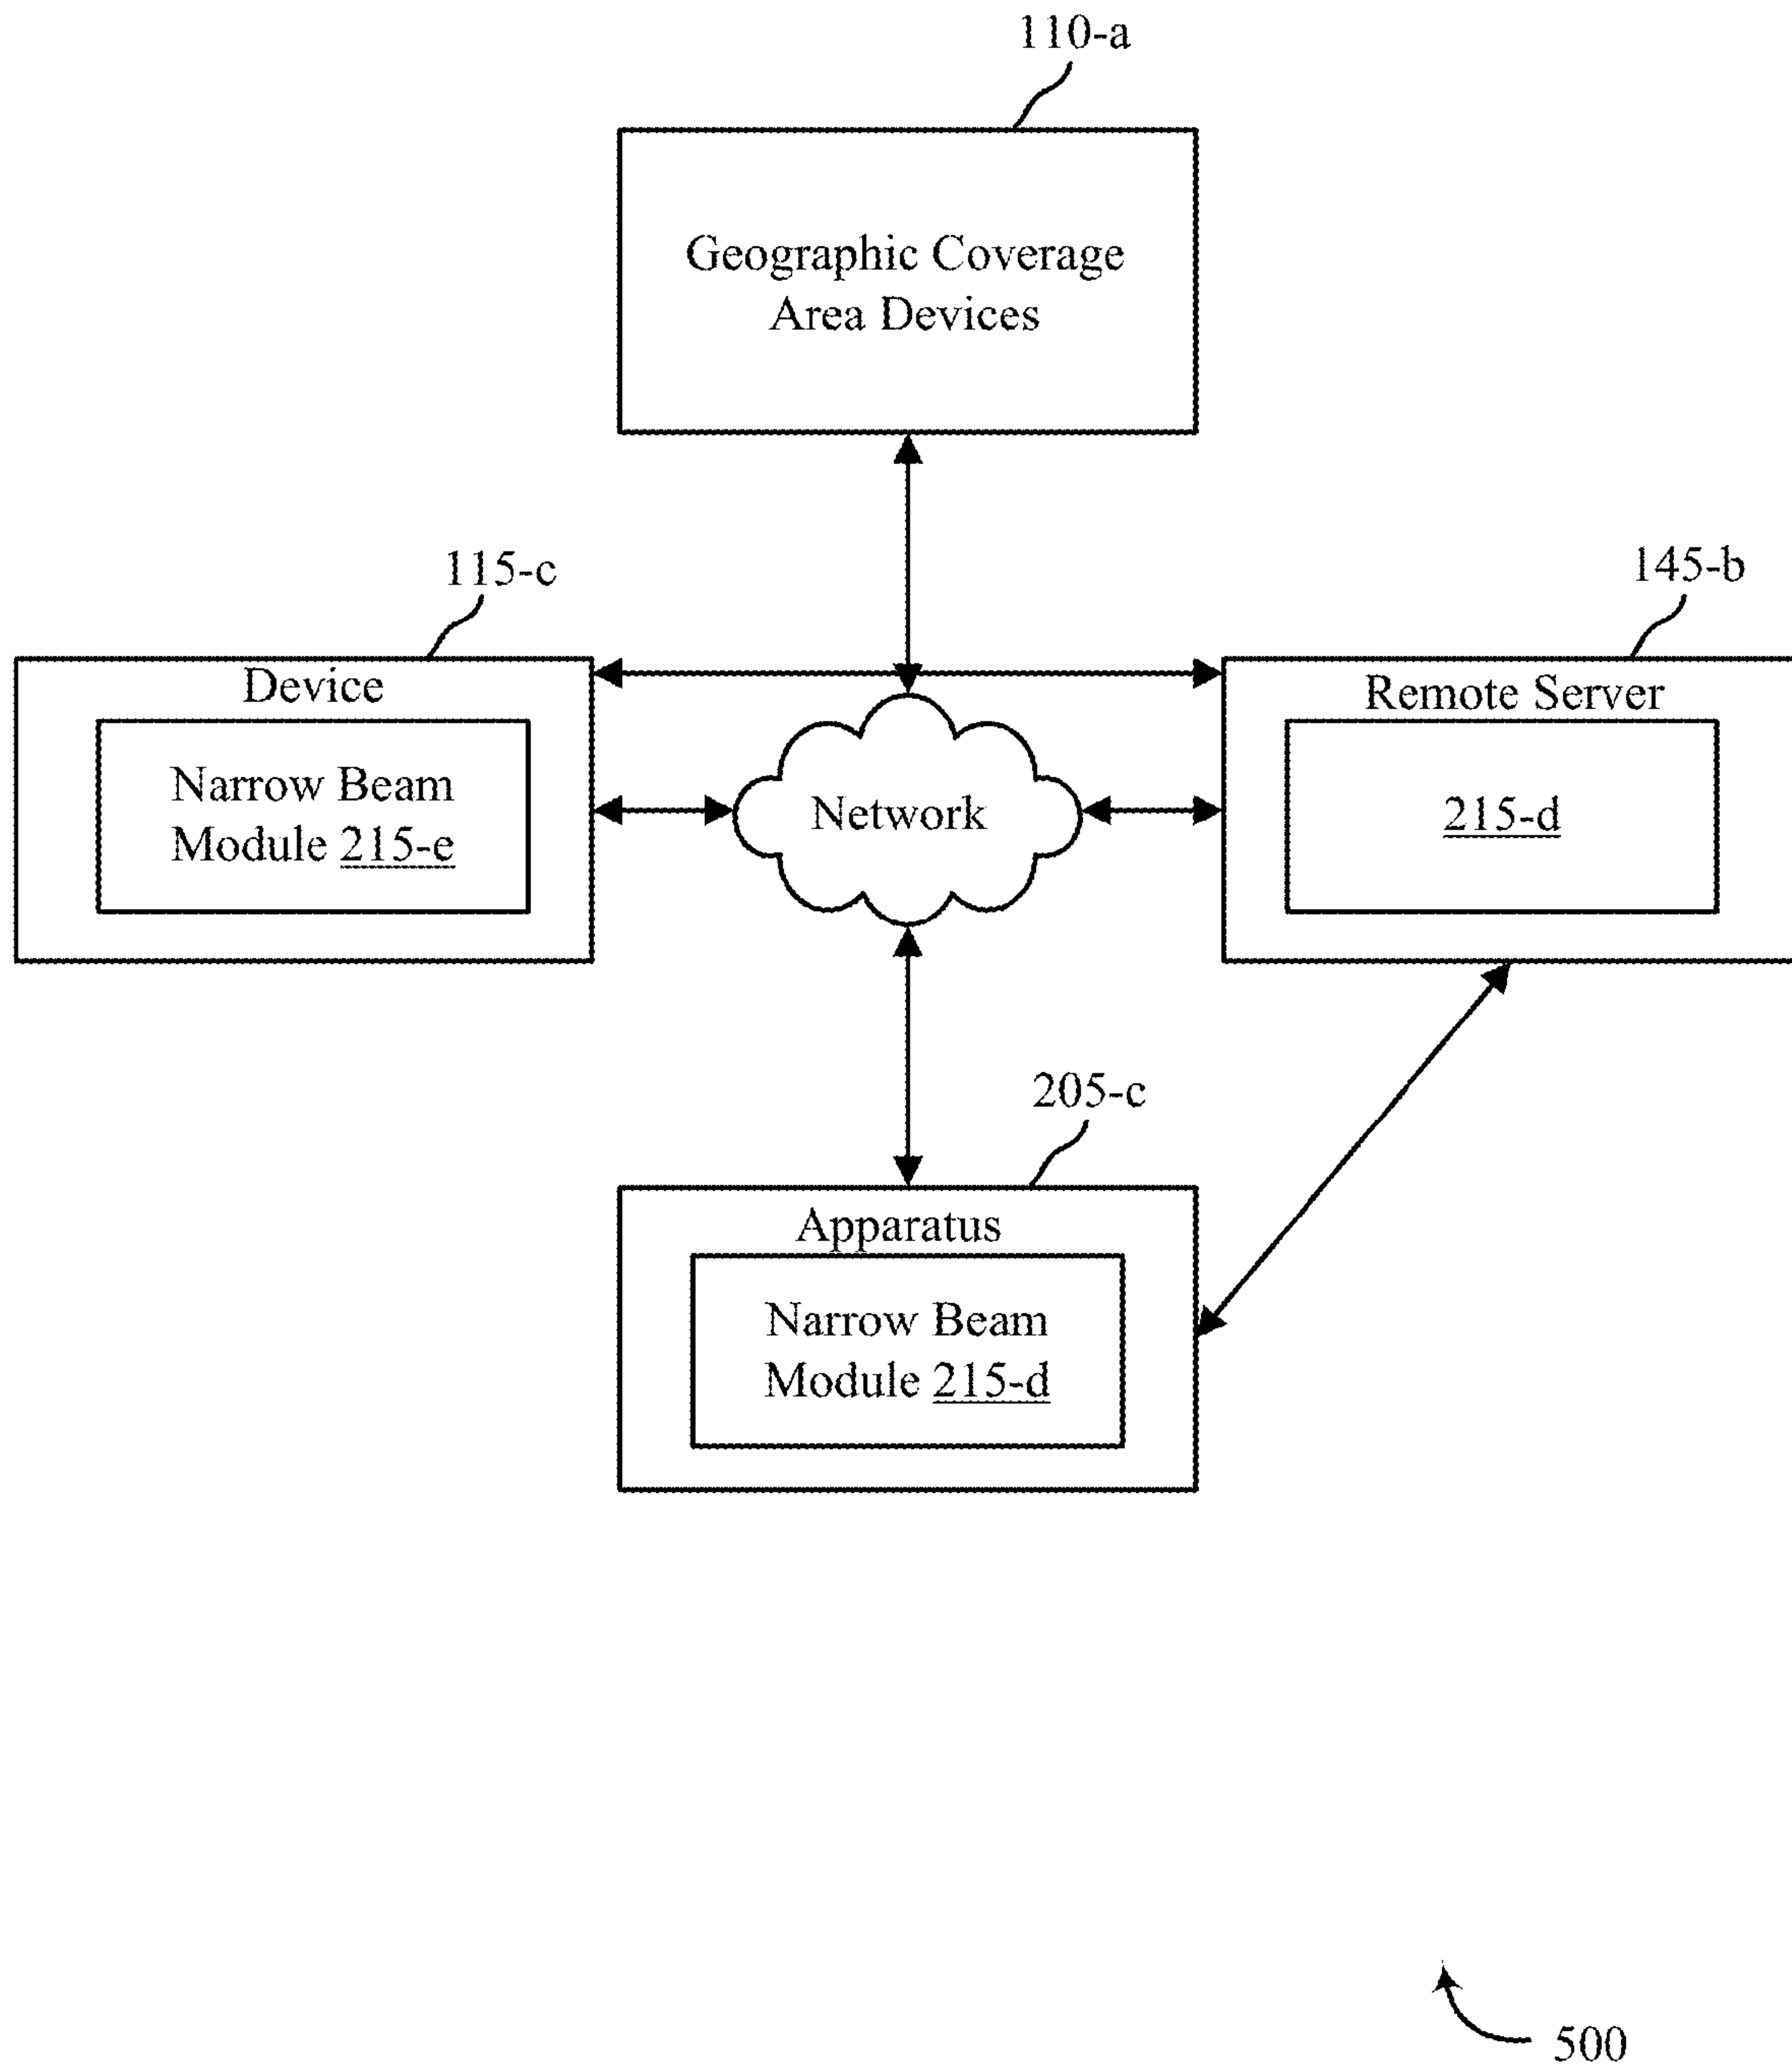 110-a
Geographic Coverage
Area Devices
115-c
145-b
Device
Remote Server
Narrow Beam
Module 215-e
Network
215-d
205-c
Apparatus
Narrow Beam
Module 215-d
500